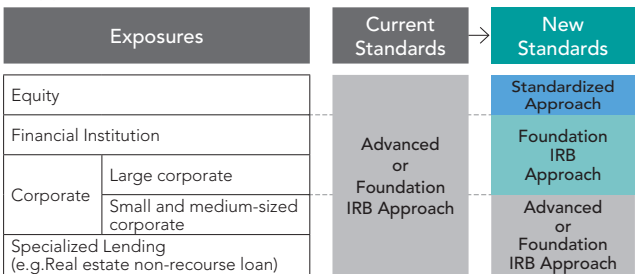 Exposures
Current
Standards
New
Standards
Equity
Financial Institution
Corporate
Large corporate
Small and medium-sized
corporate
Specialized Lending
(e.g.Real estate non-recourse loan)
Advanced
or
Foundation
IRB Approach
Standardized
Approach
Foundation
IRB
Approach
Advanced
or
Foundation
IRB Approach